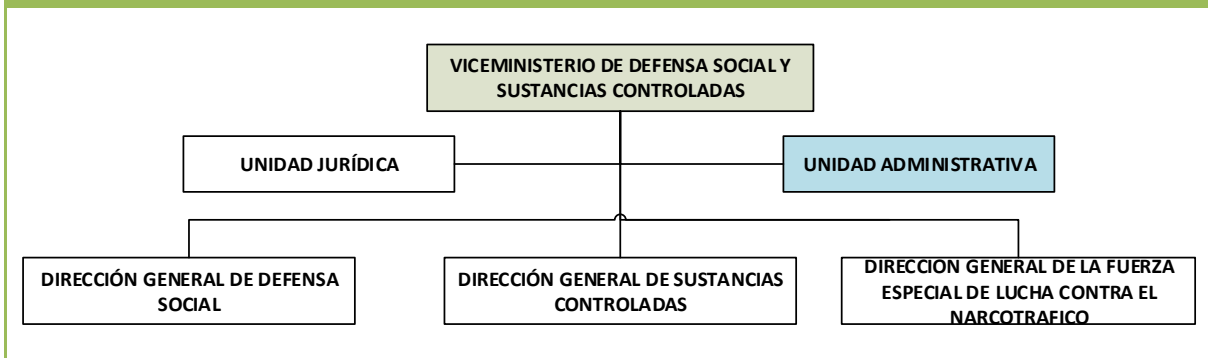 VICEMINISTERIO DE DEFENSA SOCIAL Y
SUSTANCIAS CONTROLADAS
UNIDAD JURÍDICA
UNIDAD ADMINISTRATIVA
DIRECCIÓN GENERAL DE DEFENSA
SOCIAL
DIRECCIÓN GENERAL DE SUSTANCIAS
CONTROLADAS
DIRECCION GENERAL DE LA FUERZA
ESPECIAL DE LUCHA CONTRA EL
NARCOTRAFICO